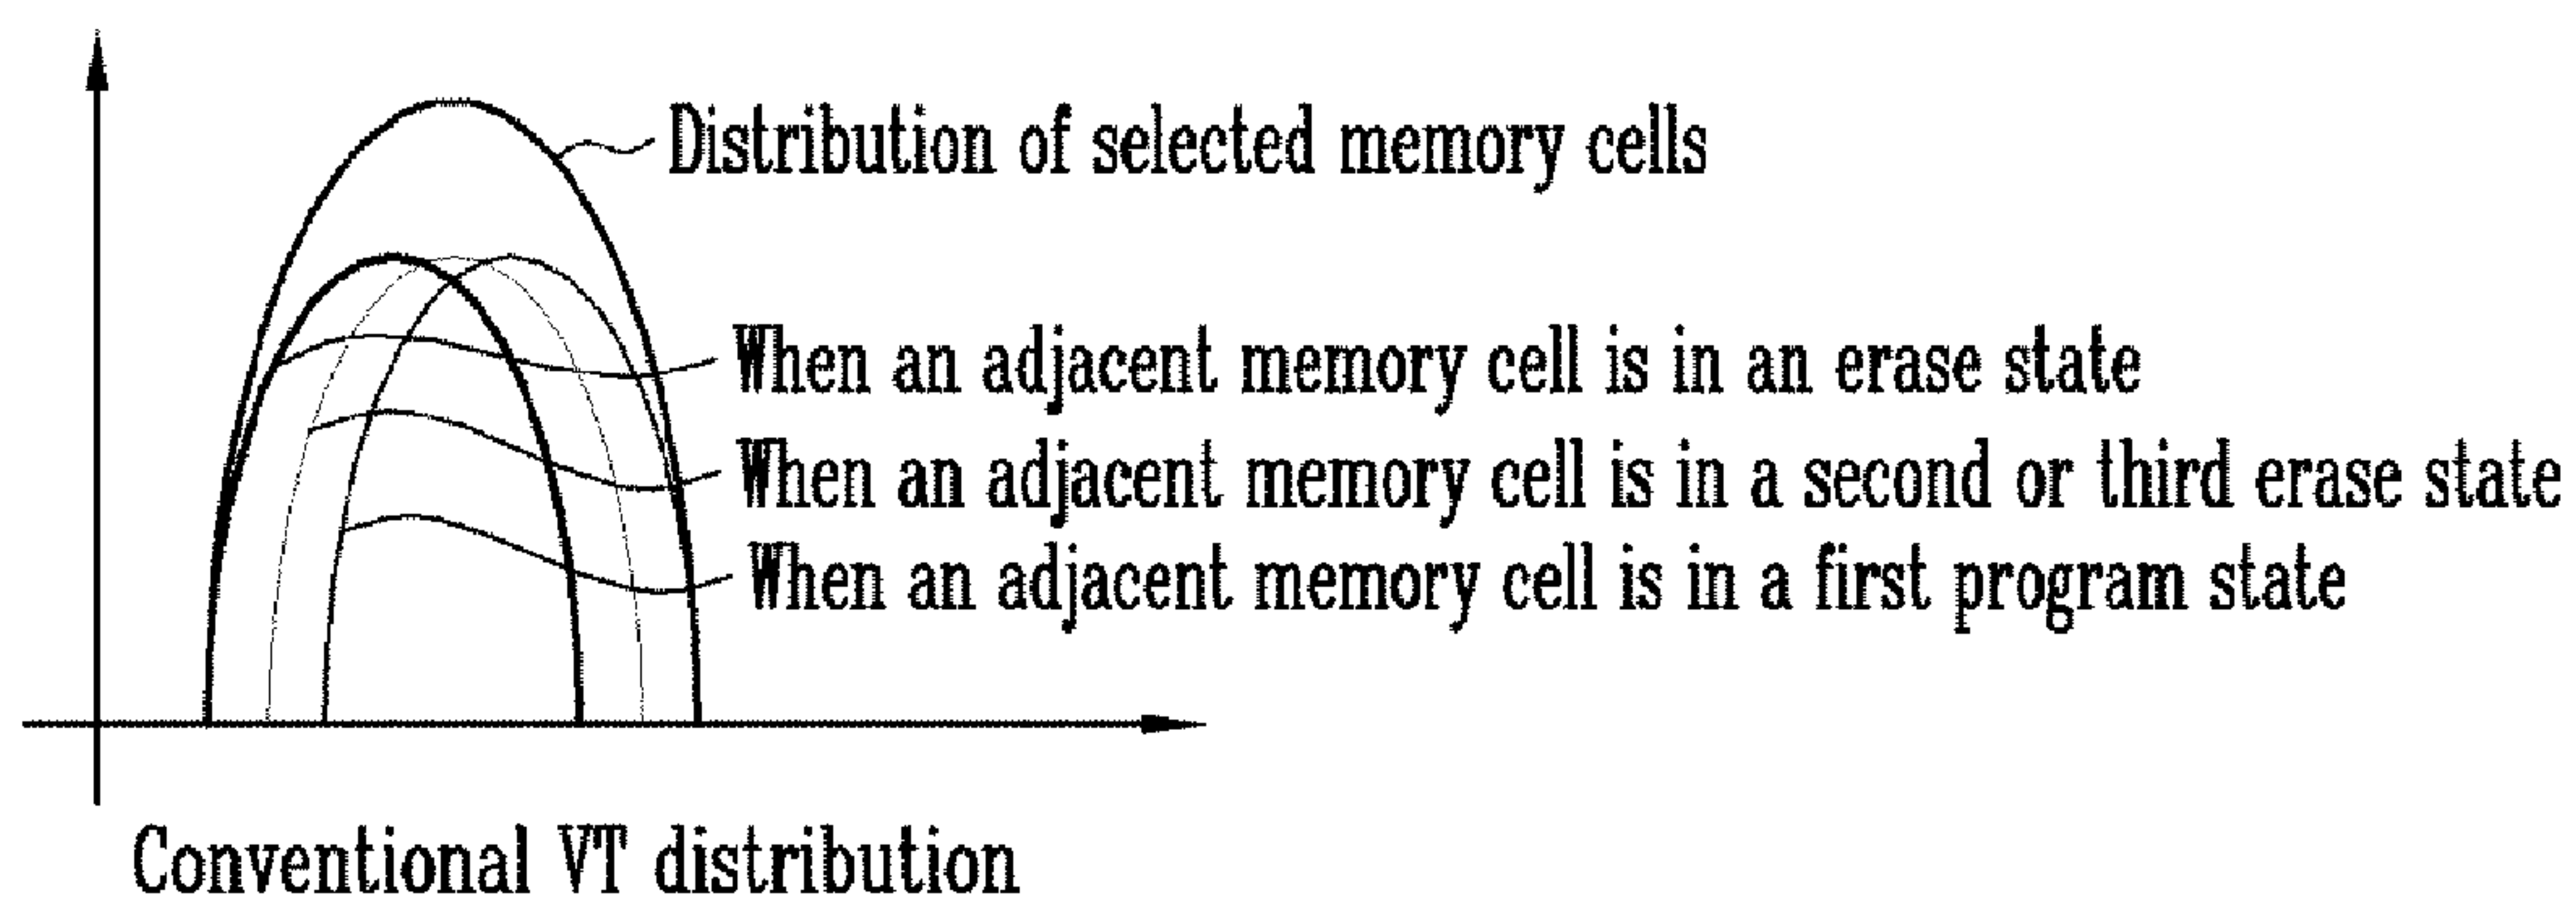 Distribution of selected memory cells
When an adjacent memory cell is in an erase state
When an adjacent memory cell is in a second or third erase state
When an adjacent memory cell is in a first program state
Conventional VT distribution